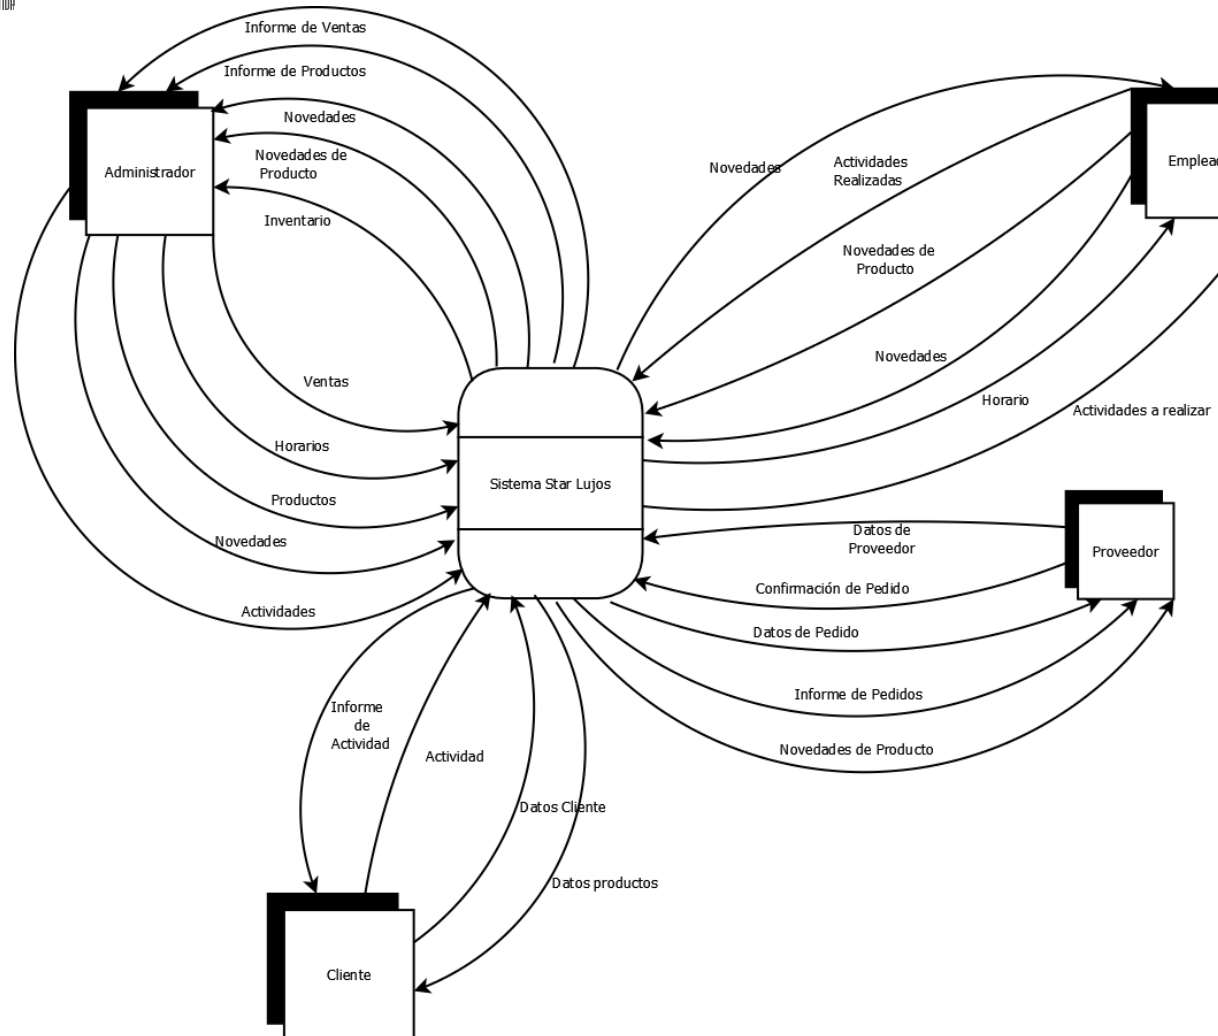 Informe de Ventas
Informe de Productos
Novedades
Novedades de
Producto
Inventario
Administrador
Ventas
Horarios
Productos
Novedades
Actividades
Novedades
Actividades
Realizadas
Novedades de
Producto
Novedades
Horario
Actividades a realizar
Sistema Star Lujos
Datos de
Proveedor
Proveedor
Confirmación de Pedido
Datos de Pedido
Informe de Pedidos
Novedades de Producto
Informe
de
Actividad
Actividad
Datos Cliente
Datos productos
Cliente